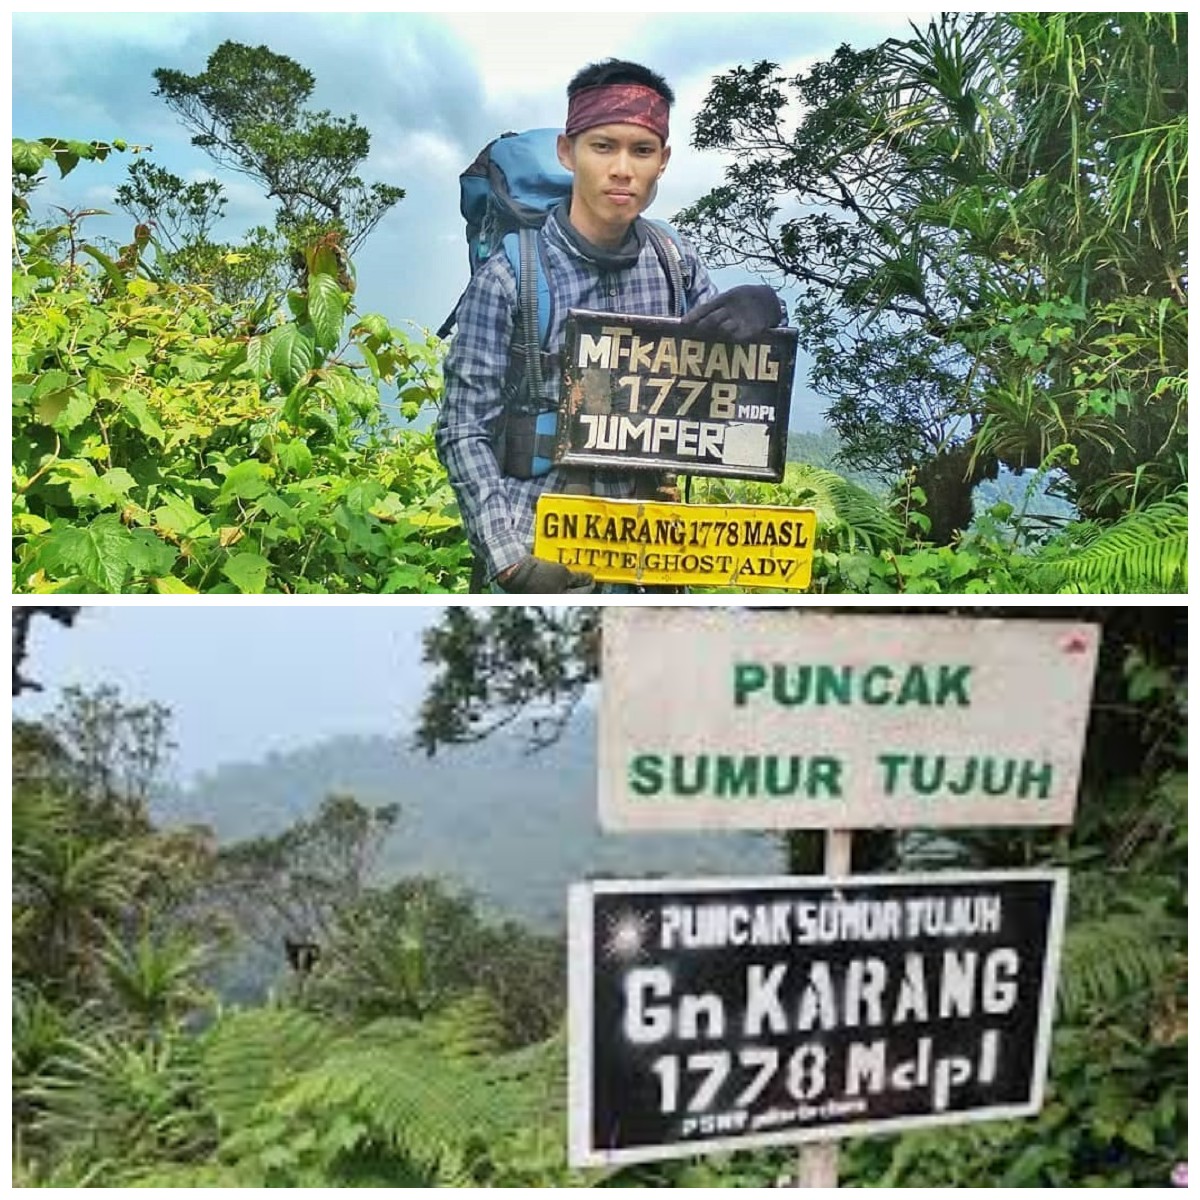 MT-KARANG
1778 MDPL
JUMPER
GN KARANG 1778 MASL
LITTE GHOST ADV
PUNCAK
SUMUR TUJUH
PUNCAK SUMUR TUJUH
Gn KARANG
1778 Mdpl